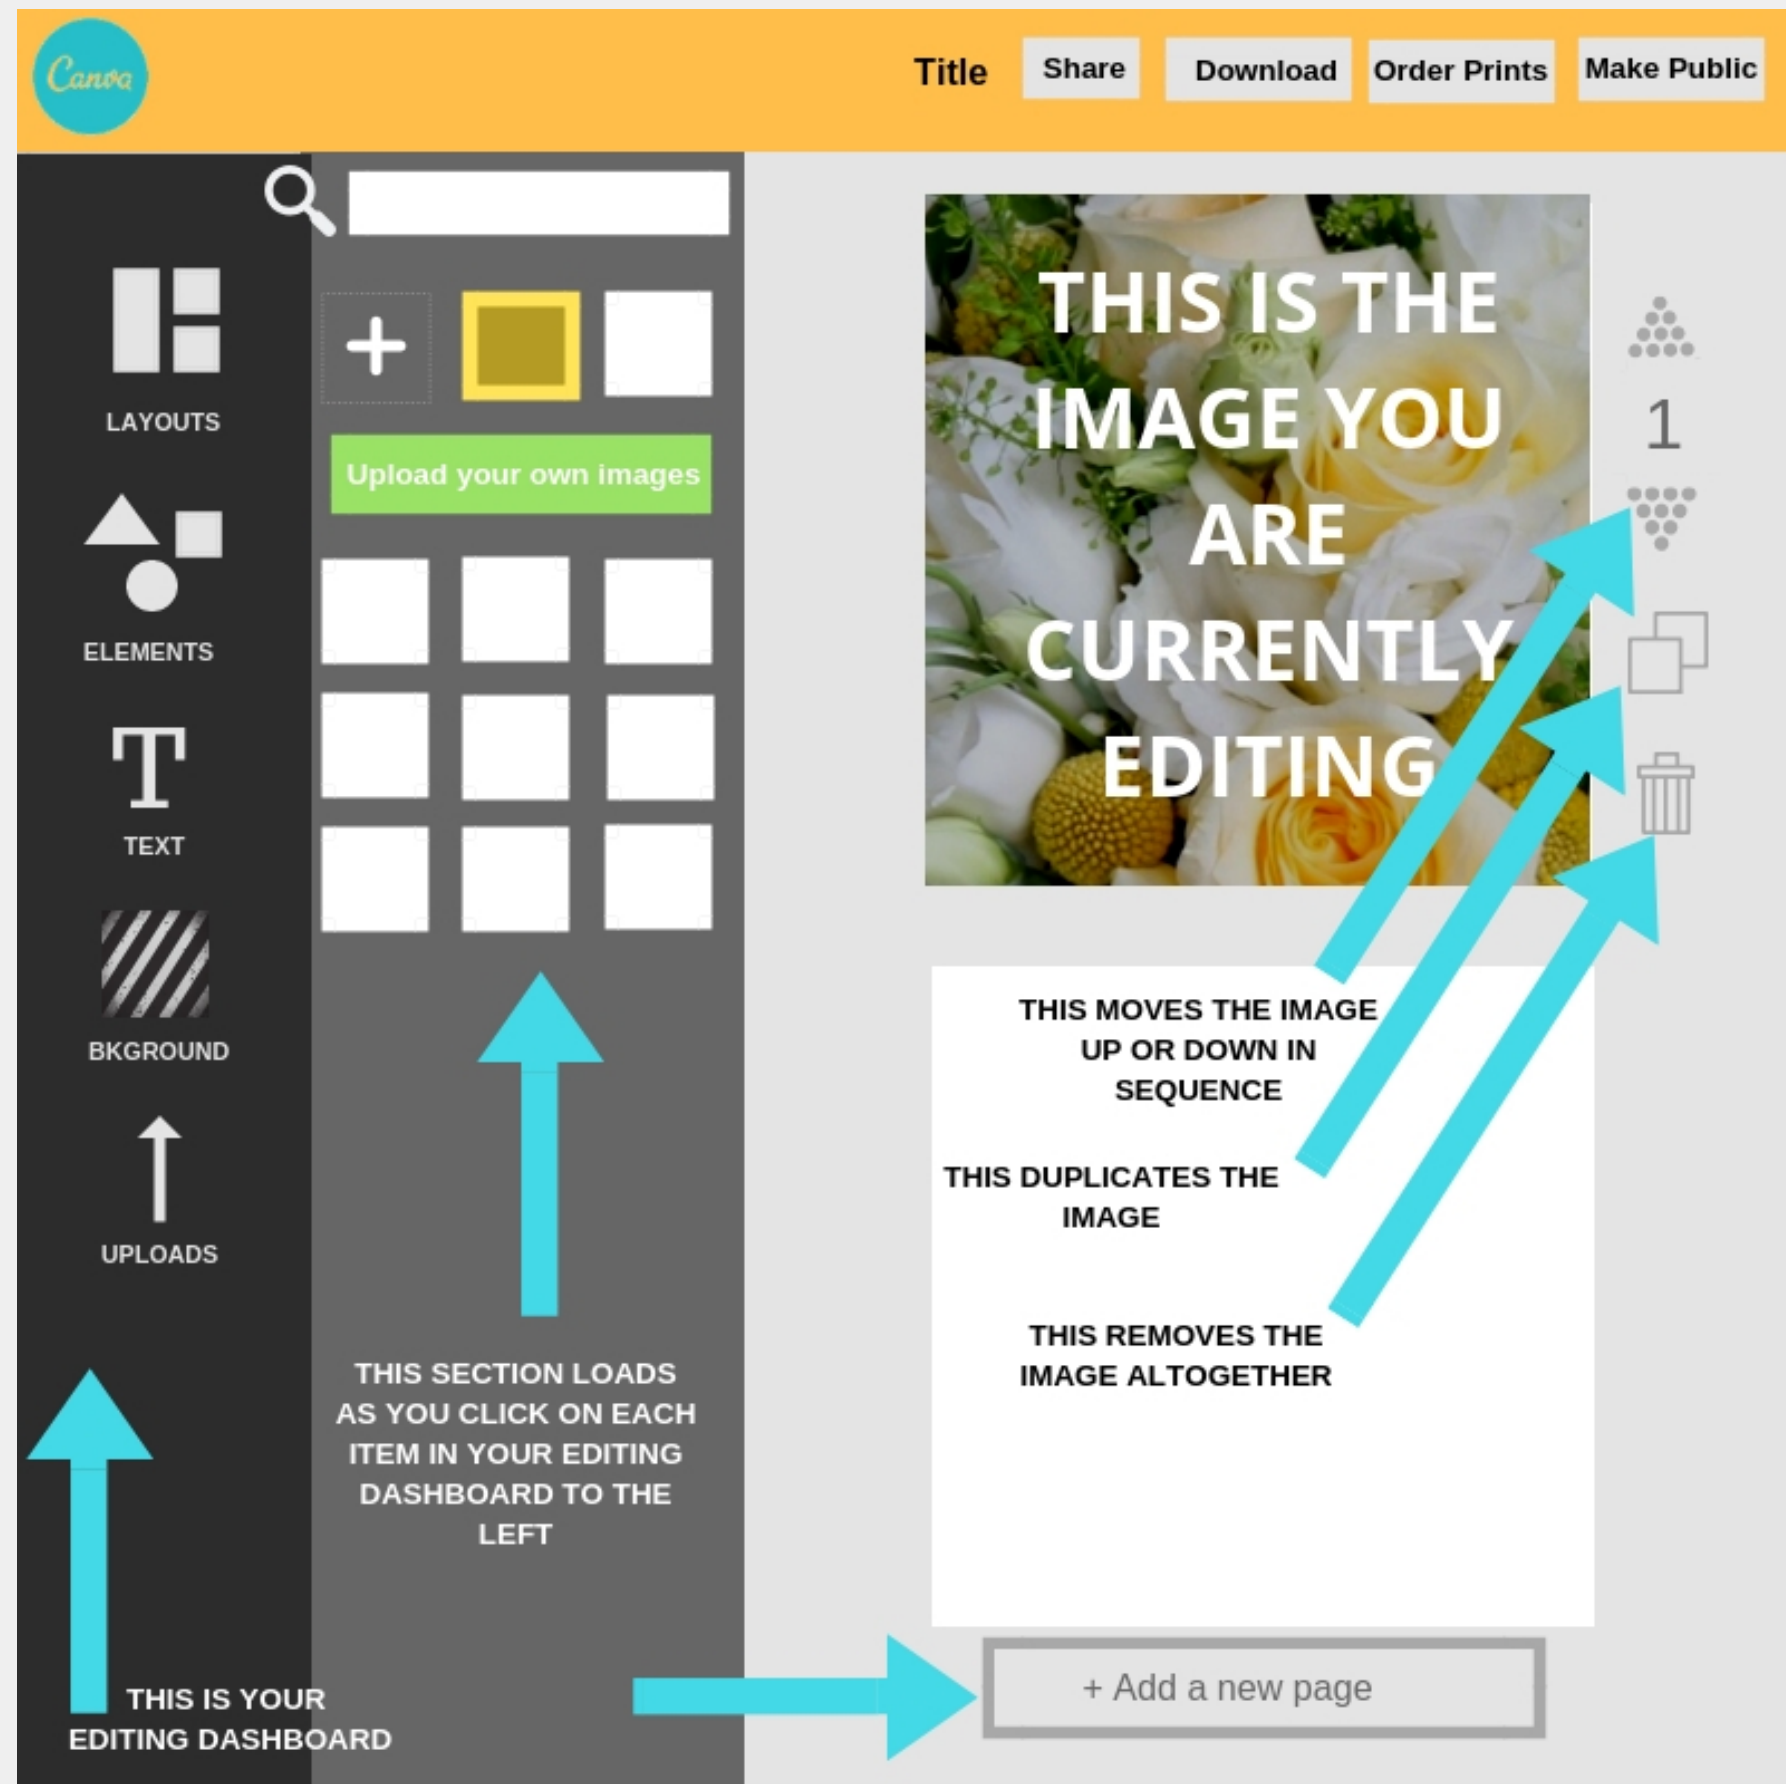 Canva
Title
Share
Download
Order Prints
Make Public
LAYOUTS
ELEMENTS
TEXT
BKGROUND
UPLOADS
THIS IS YOUR
EDITING DASHBOARD
Upload your own images
THIS SECTION LOADS
AS YOU CLICK ON EACH
ITEM IN YOUR EDITING
DASHBOARD TO THE
LEFT
THIS IS THE
IMAGE YOU
ARE
CURRENTLY
EDITING
1
THIS MOVES THE IMAGE
UP OR DOWN IN
SEQUENCE
THIS DUPLICATES THE
IMAGE
THIS REMOVES THE
IMAGE ALTOGETHER
+ Add a new page